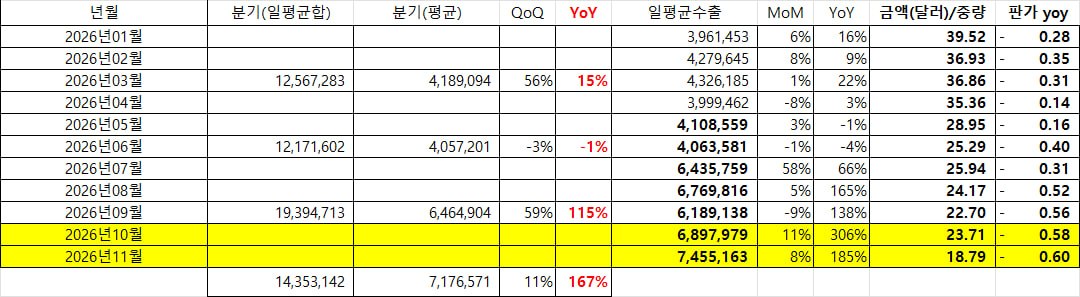 년월 분기(일평균합) 분기(평균) QoQ YoY 일평균수출 MoM YoY 금액(달러)/중량 판가 yoy
2026년01월 3,961,453 6% 16% 39.52 - 0.28
2026년02월 4,279,645 8% 9% 36.93 - 0.35
2026년03월 12,567,283 4,189,094 56% 15% 4,326,185 1% 22% 36.86 - 0.31
2026년04월 3,999,462 -8% 3% 35.36 - 0.14
2026년05월 4,108,559 3% -1% 28.95 - 0.16
2026년06월 12,171,602 4,057,201 -3% -1% 4,063,581 -1% -4% 25.29 - 0.40
2026년07월 6,435,759 58% 66% 25.94 - 0.31
2026년08월 6,769,816 5% 165% 24.17 - 0.52
2026년09월 19,394,713 6,464,904 59% 115% 6,189,138 -9% 138% 22.70 - 0.56
2026년10월 6,897,979 11% 306% 23.71 - 0.58
2026년11월 7,455,163 8% 185% 18.79 - 0.60
14,353,142 7,176,571 11% 167%